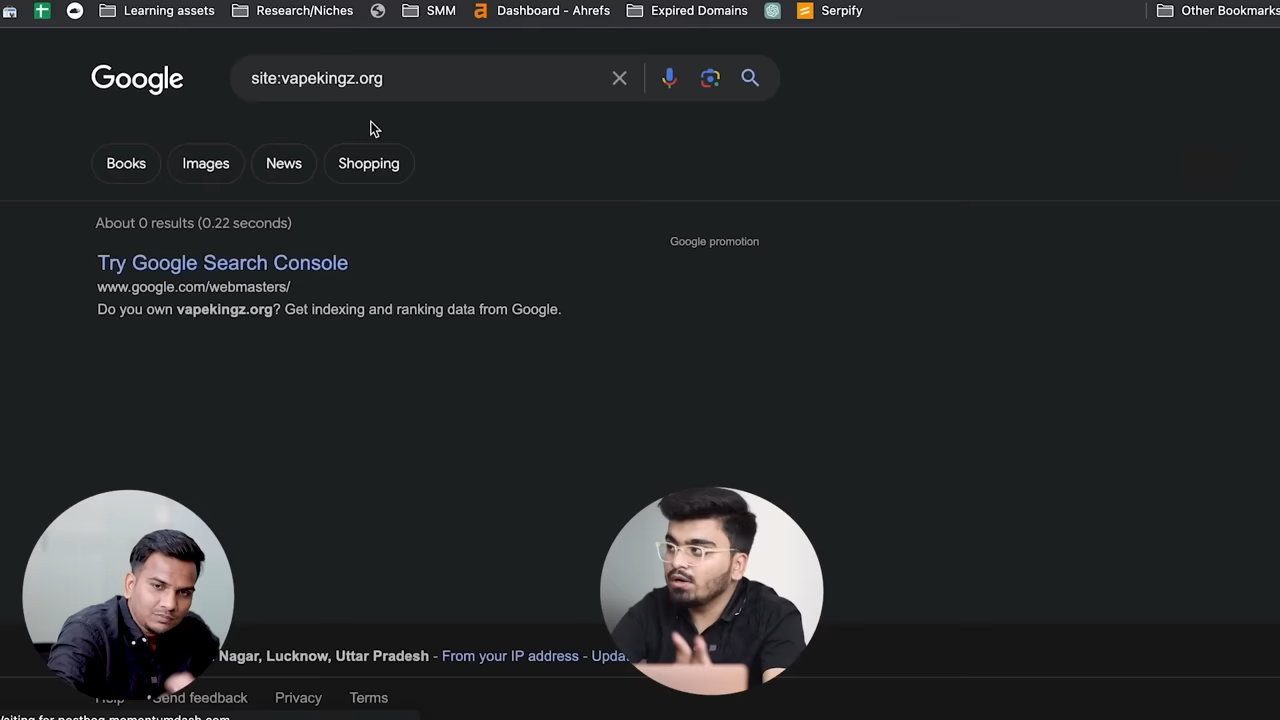 Learning assets Research/Niches SMM Dashboard - Ahrefs Expired Domains Serpify Other Bookmarks
Google site:vapekingz.org
Books Images News Shopping
About 0 results (0.22 seconds)
Google promotion
Try Google Search Console
www.google.com/webmasters/
Do you own vapekingz.org? Get indexing and ranking data from Google.
Nagar, Lucknow, Uttar Pradesh - From your IP address - Upda
Help •Send feedback Privacy Terms